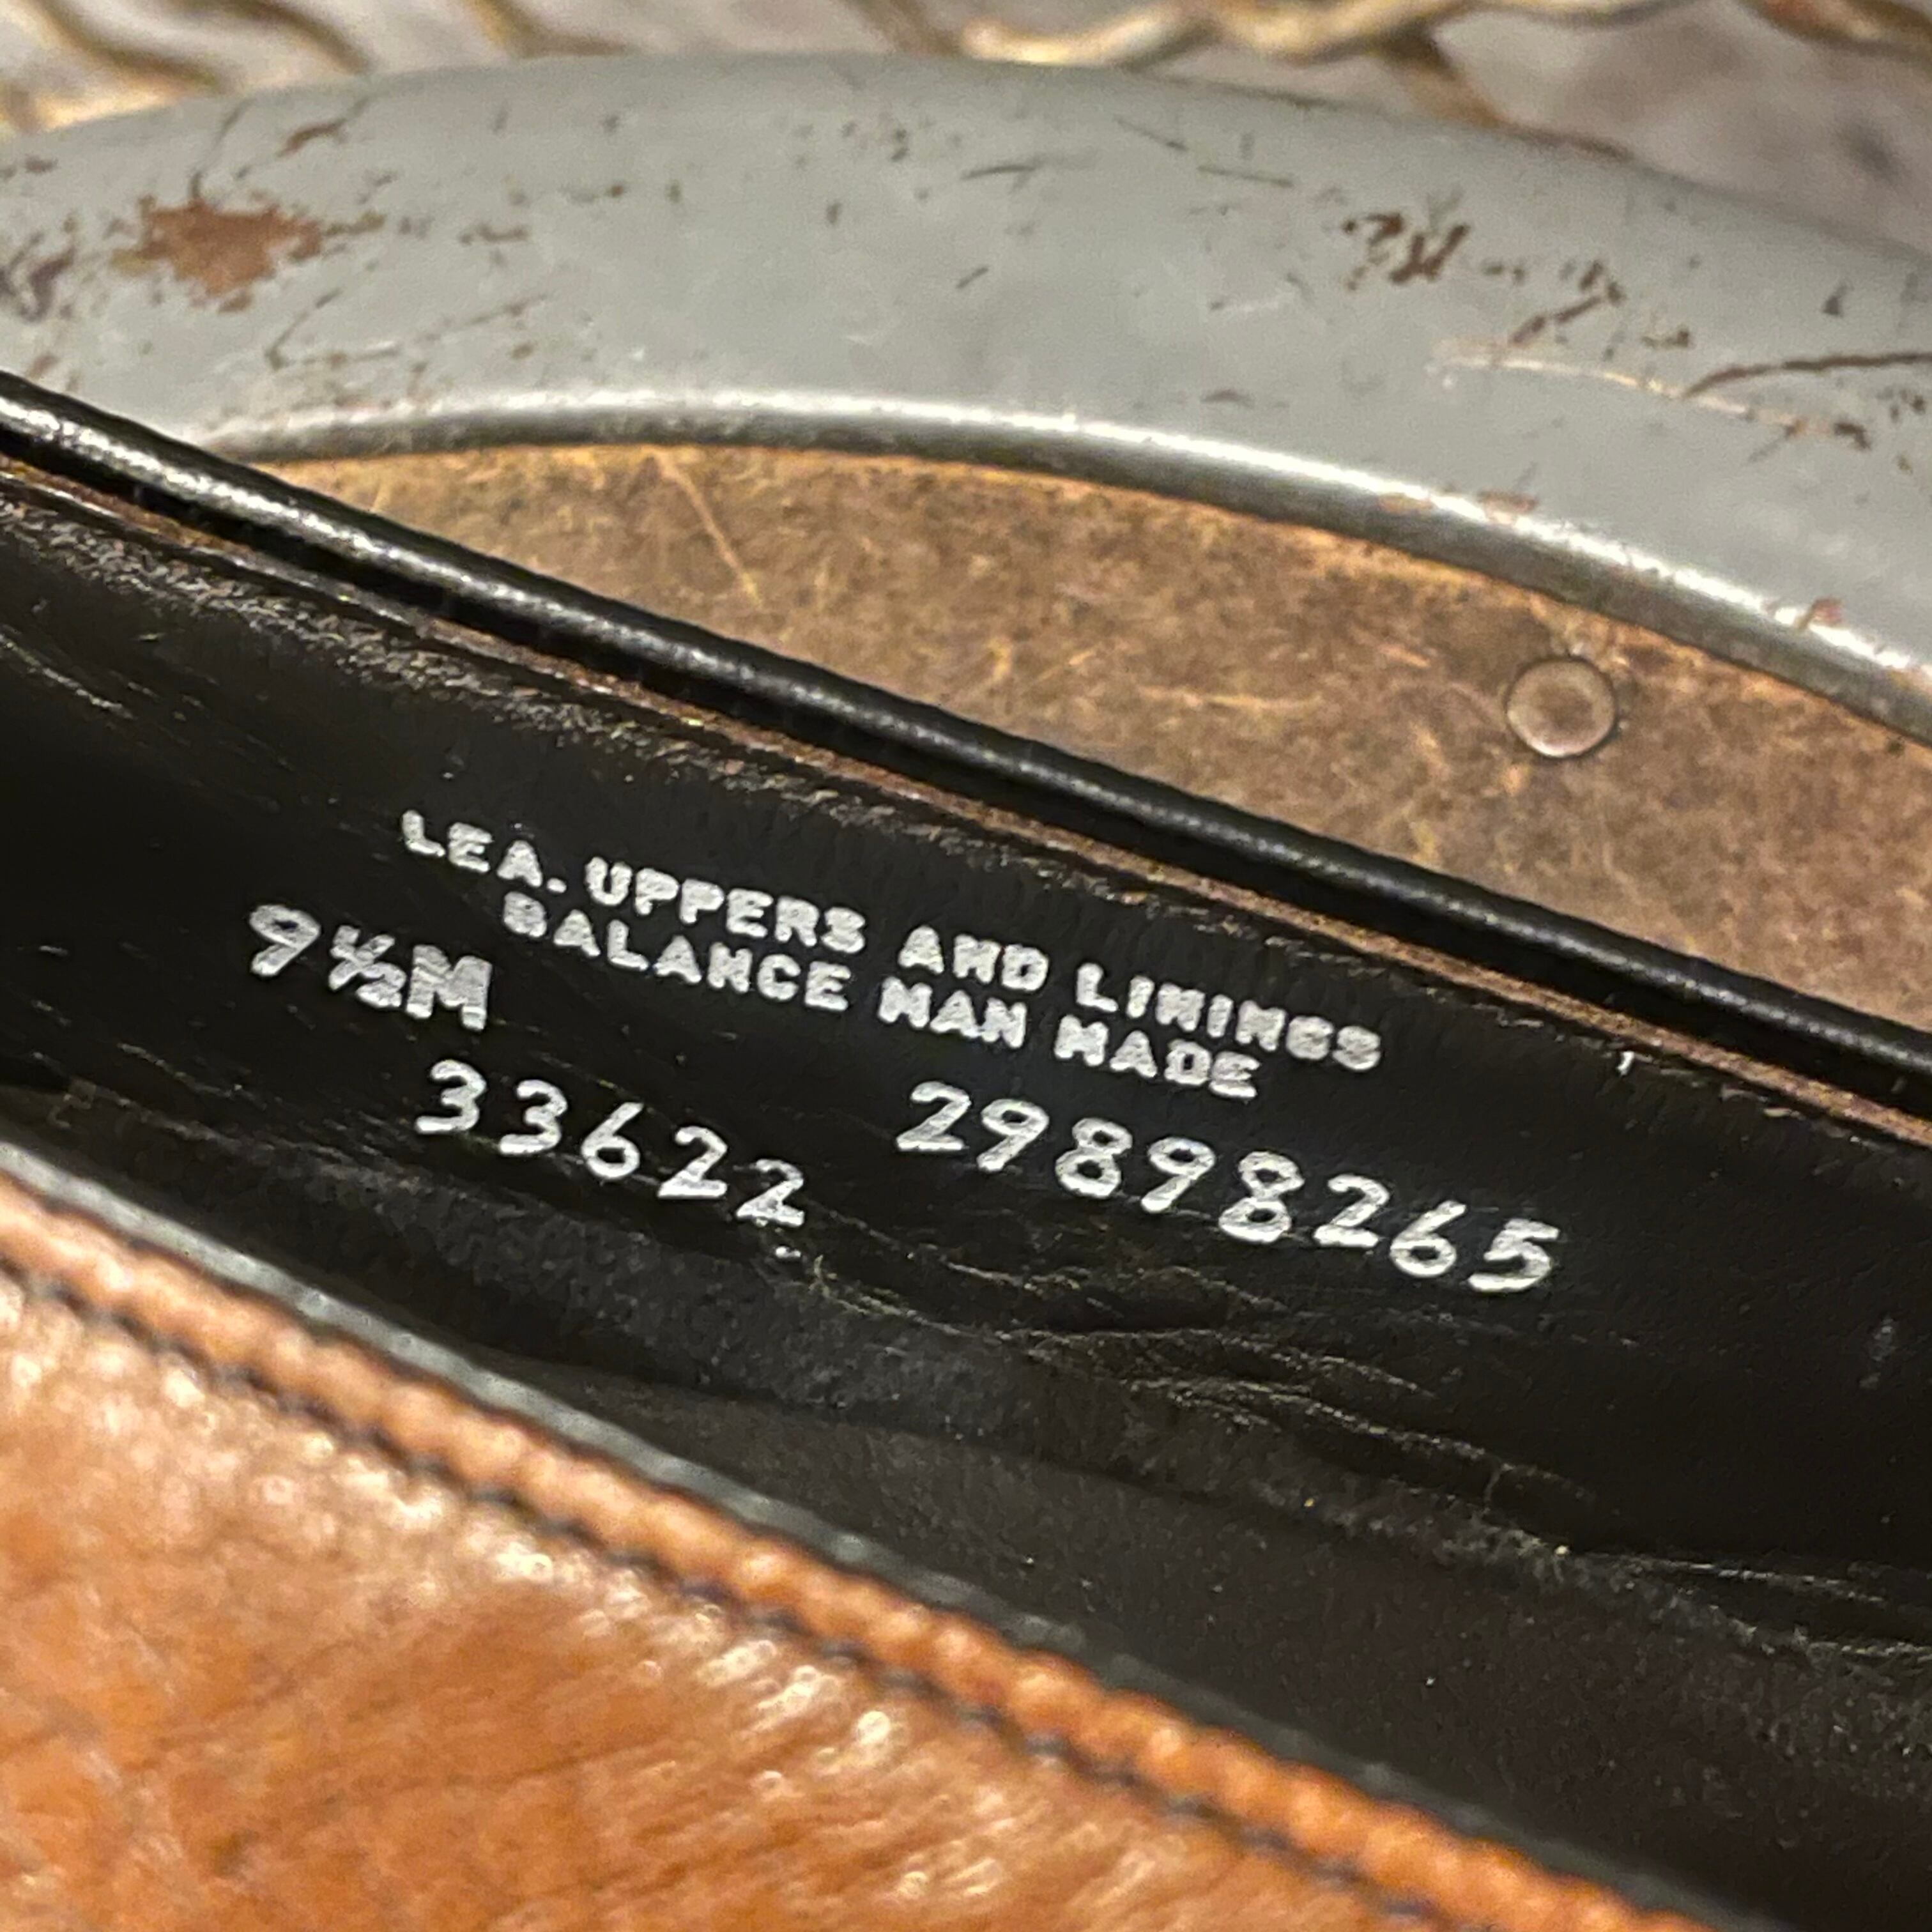 LEA. UPPERS AND LININGS
BALANCE MAN MADE
9½M
33622 29898265